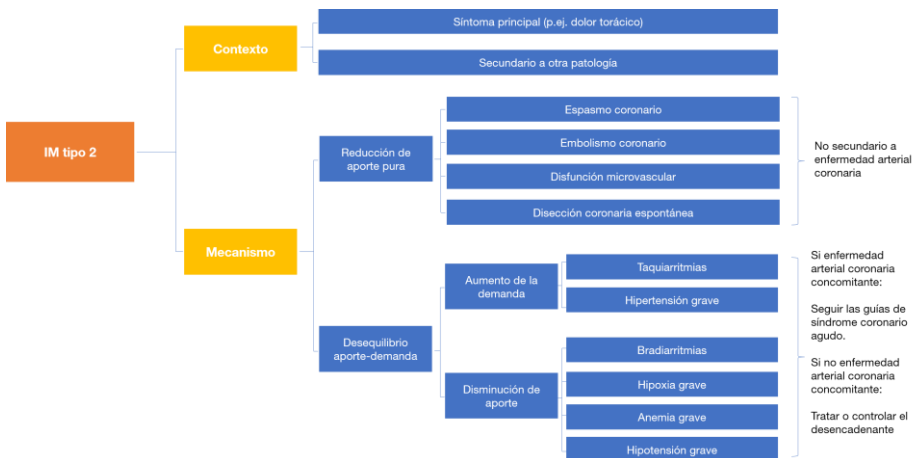 IM tipo 2
Contexto
Síntoma principal (p.ej. dolor torácico)
Secundario a otra patología
Mecanismo
Reducción de
aporte pura
Espasmo coronario
Embolismo coronario
Disfunción microvascular
Disección coronaria espontánea
No secundario a
enfermedad arterial
coronaria
Desequilibrio
aporte-demanda
Aumento de la
demanda
Taquiarritmias
Hipertensión grave
Disminución de
aporte
Bradiarritmias
Hipoxia grave
Anemia grave
Hipotensión grave
Si enfermedad
arterial coronaria
concomitante:
Seguir las guías de
síndrome coronario
agudo.
Si no enfermedad
arterial coronaria
concomitante:
Tratar o controlar el
desencadenante